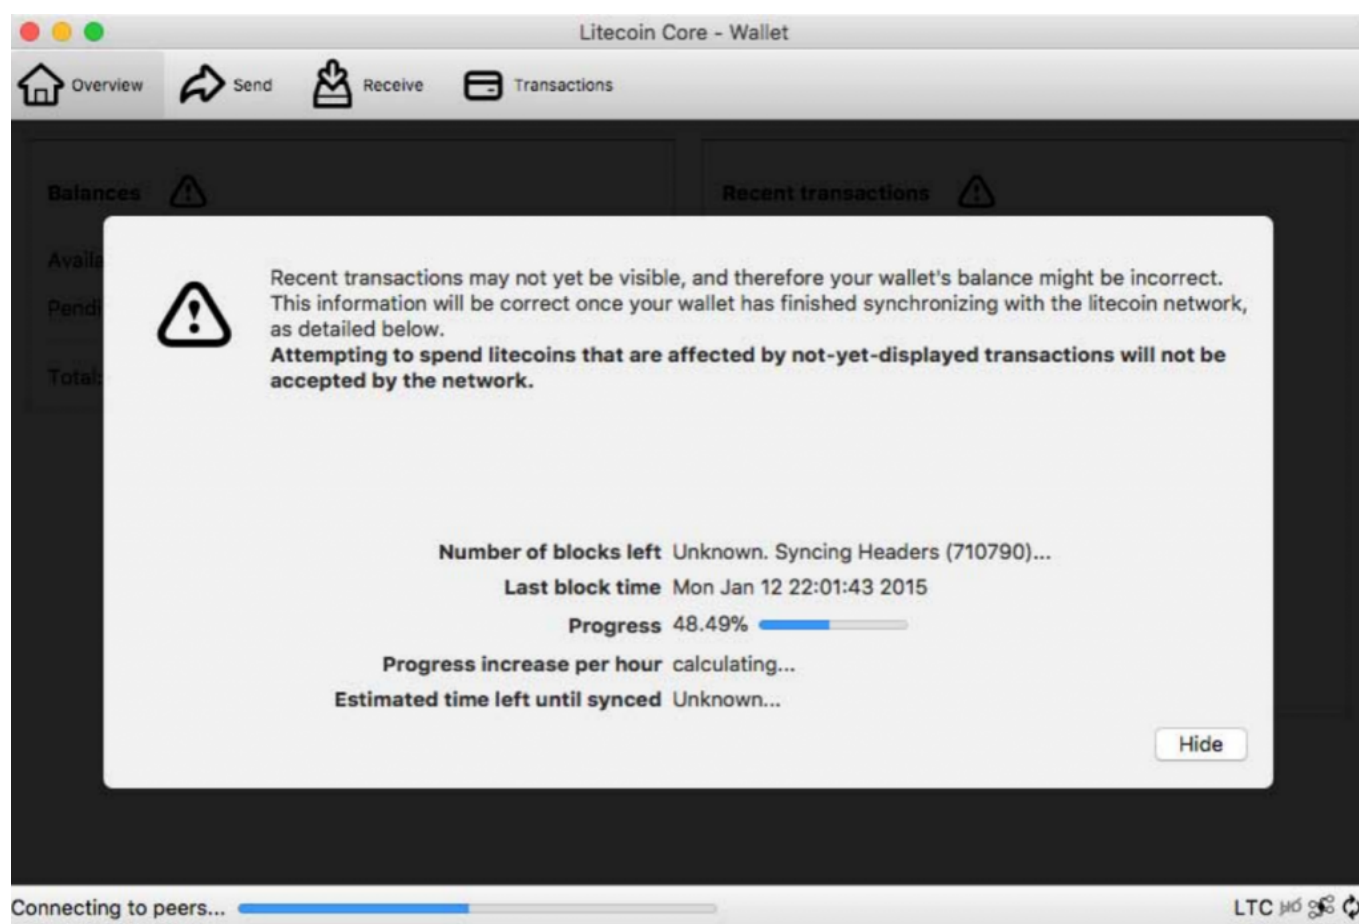 Litecoin Core - Wallet
Overview Send Receive Transactions
Balances Recent transactions
Recent transactions may not yet be visible, and therefore your wallet's balance might be incorrect.
This information will be correct once your wallet has finished synchronizing with the litecoin network,
as detailed below.
Attempting to spend litecoins that are affected by not-yet-displayed transactions will not be
accepted by the network.
Availa
Pendi
Total:
Number of blocks left Unknown. Syncing Headers (710790)...
Last block time Mon Jan 12 22:01:43 2015
Progress 48.49%
Progress increase per hour calculating...
Estimated time left until synced Unknown...
Hide
Connecting to peers... LTC